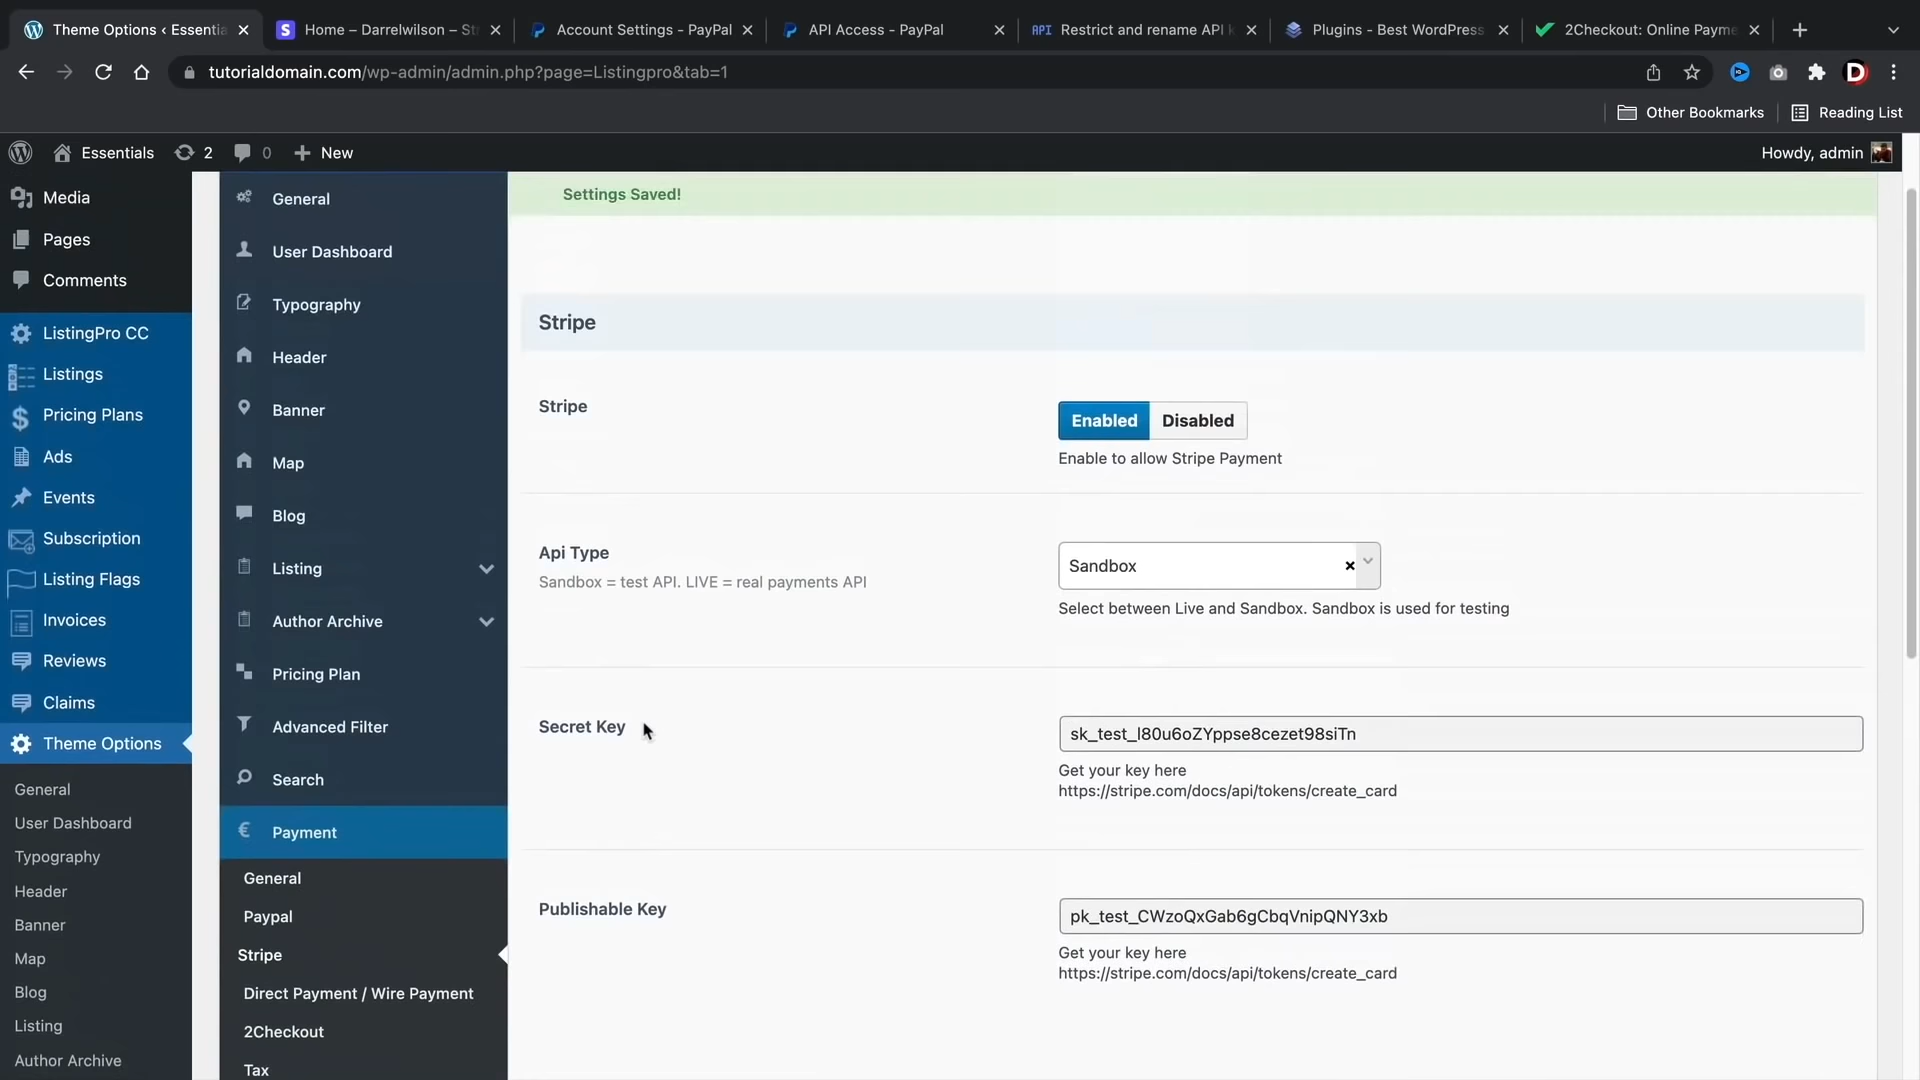 Theme Options ‹ Essentia
Home – Darrelwilson – St
Account Settings - PayPal
API Access - PayPal
API Restrict and rename API k
Plugins - Best WordPress
2Checkout: Online Payme
tutorialdomain.com/wp-admin/admin.php?page=Listingpro&tab=1
Other Bookmarks
Reading List
Essentials
2
0
New
Howdy, admin
Media
Pages
Comments
ListingPro CC
Listings
Pricing Plans
Ads
Events
Subscription
Listing Flags
Invoices
Reviews
Claims
Theme Options
General
User Dashboard
Typography
Header
Banner
Map
Blog
Listing
Author Archive
General
User Dashboard
Typography
Header
Banner
Map
Blog
Listing
Author Archive
Pricing Plan
Advanced Filter
Search
Payment
General
Paypal
Stripe
Direct Payment / Wire Payment
2Checkout
Tax
Settings Saved!
Stripe
Stripe
Enabled Disabled
Enable to allow Stripe Payment
Api Type
Sandbox = test API. LIVE = real payments API
Sandbox
Select between Live and Sandbox. Sandbox is used for testing
Secret Key
sk_test_l80u6oZYppse8cezet98siTn
Get your key here
https://stripe.com/docs/api/tokens/create_card
Publishable Key
pk_test_CWzoQxGab6gCbqVnipQNY3xb
Get your key here
https://stripe.com/docs/api/tokens/create_card